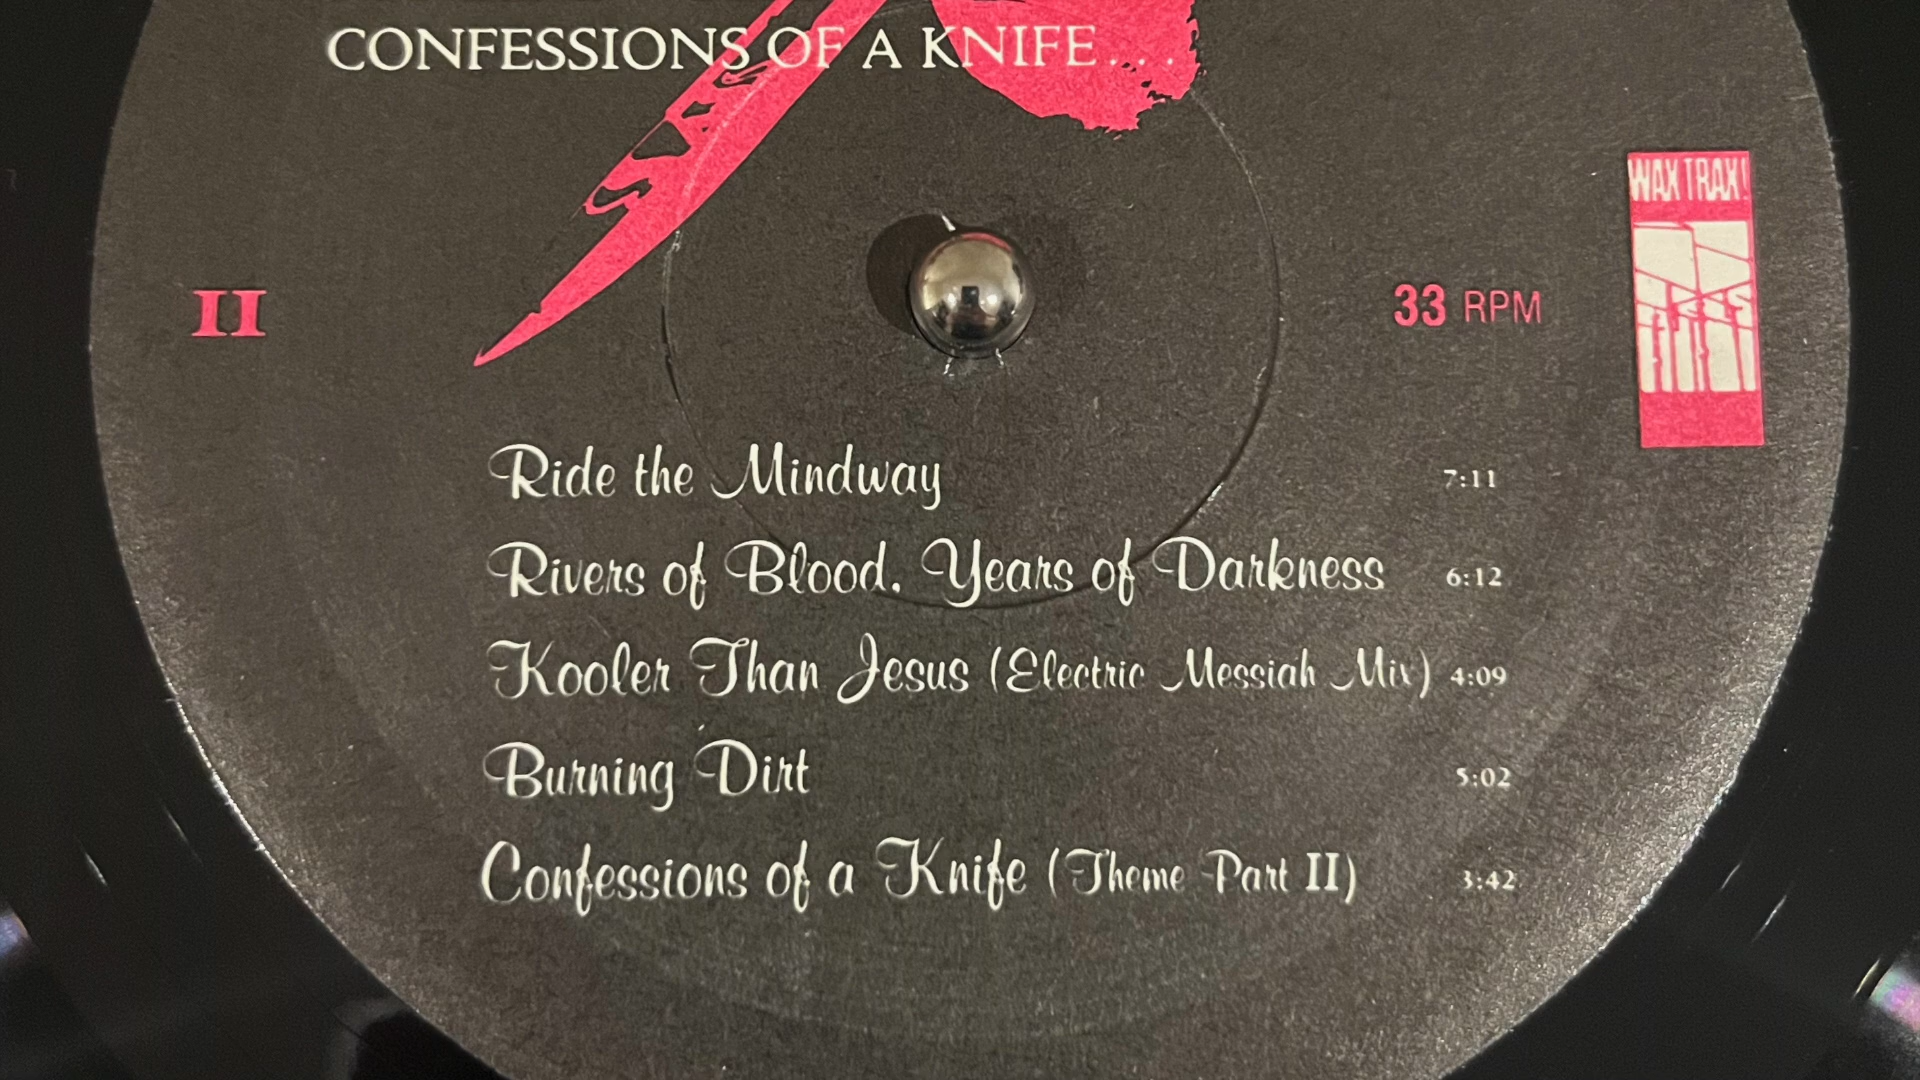 CONFESSIONS OF A KNIFE...
WAX TRAX!
II
33 RPM
Ride the Mindway 7:11
Rivers of Blood. Years of Darkness 6:12
Kooler Than Jesus (Electric Messiah Mix) 4:09
Burning Dirt 5:02
Confessions of a Knife (Theme Part II) 3:42